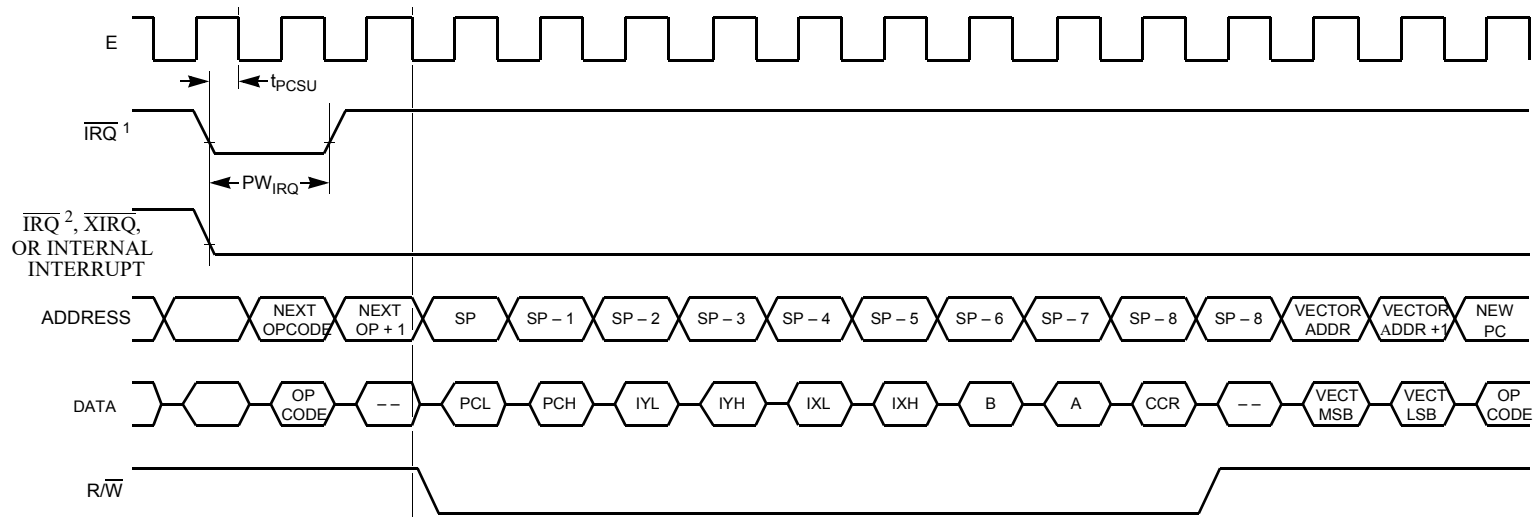 E
tPCSU
IRQ 1
PWIRQ
IRQ 2, XIRQ,
OR INTERNAL
INTERRUPT
ADDRESS
NEXT
OPCODE
NEXT
OP + 1
SP
SP – 1
SP – 2
SP – 3
SP – 4
SP – 5
SP – 6
SP – 7
SP – 8
SP – 8
VECTOR
ADDR
VECTOR
ADDR +1
NEW
PC
DATA
OP
CODE
– –
PCL
PCH
IYL
IYH
IXL
IXH
B
A
CCR
– –
VECT
MSB
VECT
LSB
OP
CODE
R/W